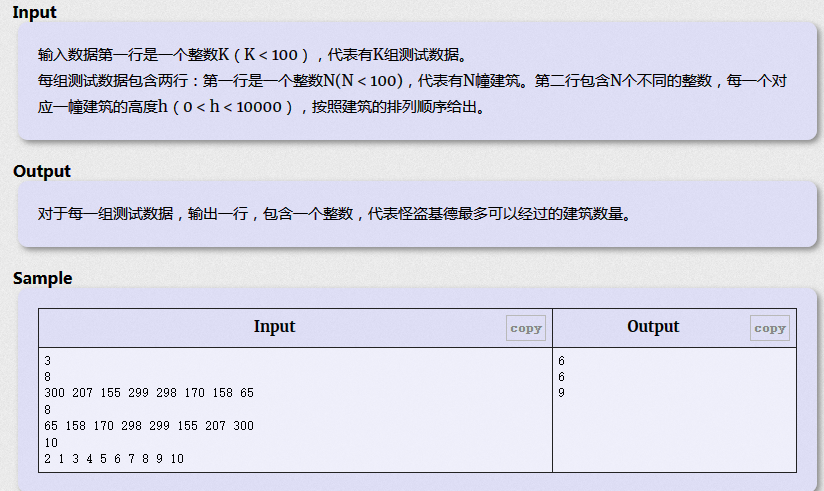 Input
输入数据第一行是一个整数K（K < 100），代表有K组测试数据。
每组测试数据包含两行：第一行是一个整数N(N < 100)，代表有N幢建筑。第二行包含N个不同的整数，每一个对
应一幢建筑的高度h（0 < h < 10000），按照建筑的排列顺序给出。
Output
对于每一组测试数据，输出一行，包含一个整数，代表怪盗基德最多可以经过的建筑数量。
Sample
Input copy Output copy
3
8
300 207 155 299 298 170 158 65
8
65 158 170 298 299 155 207 300
10
2 1 3 4 5 6 7 8 9 10
6
6
9